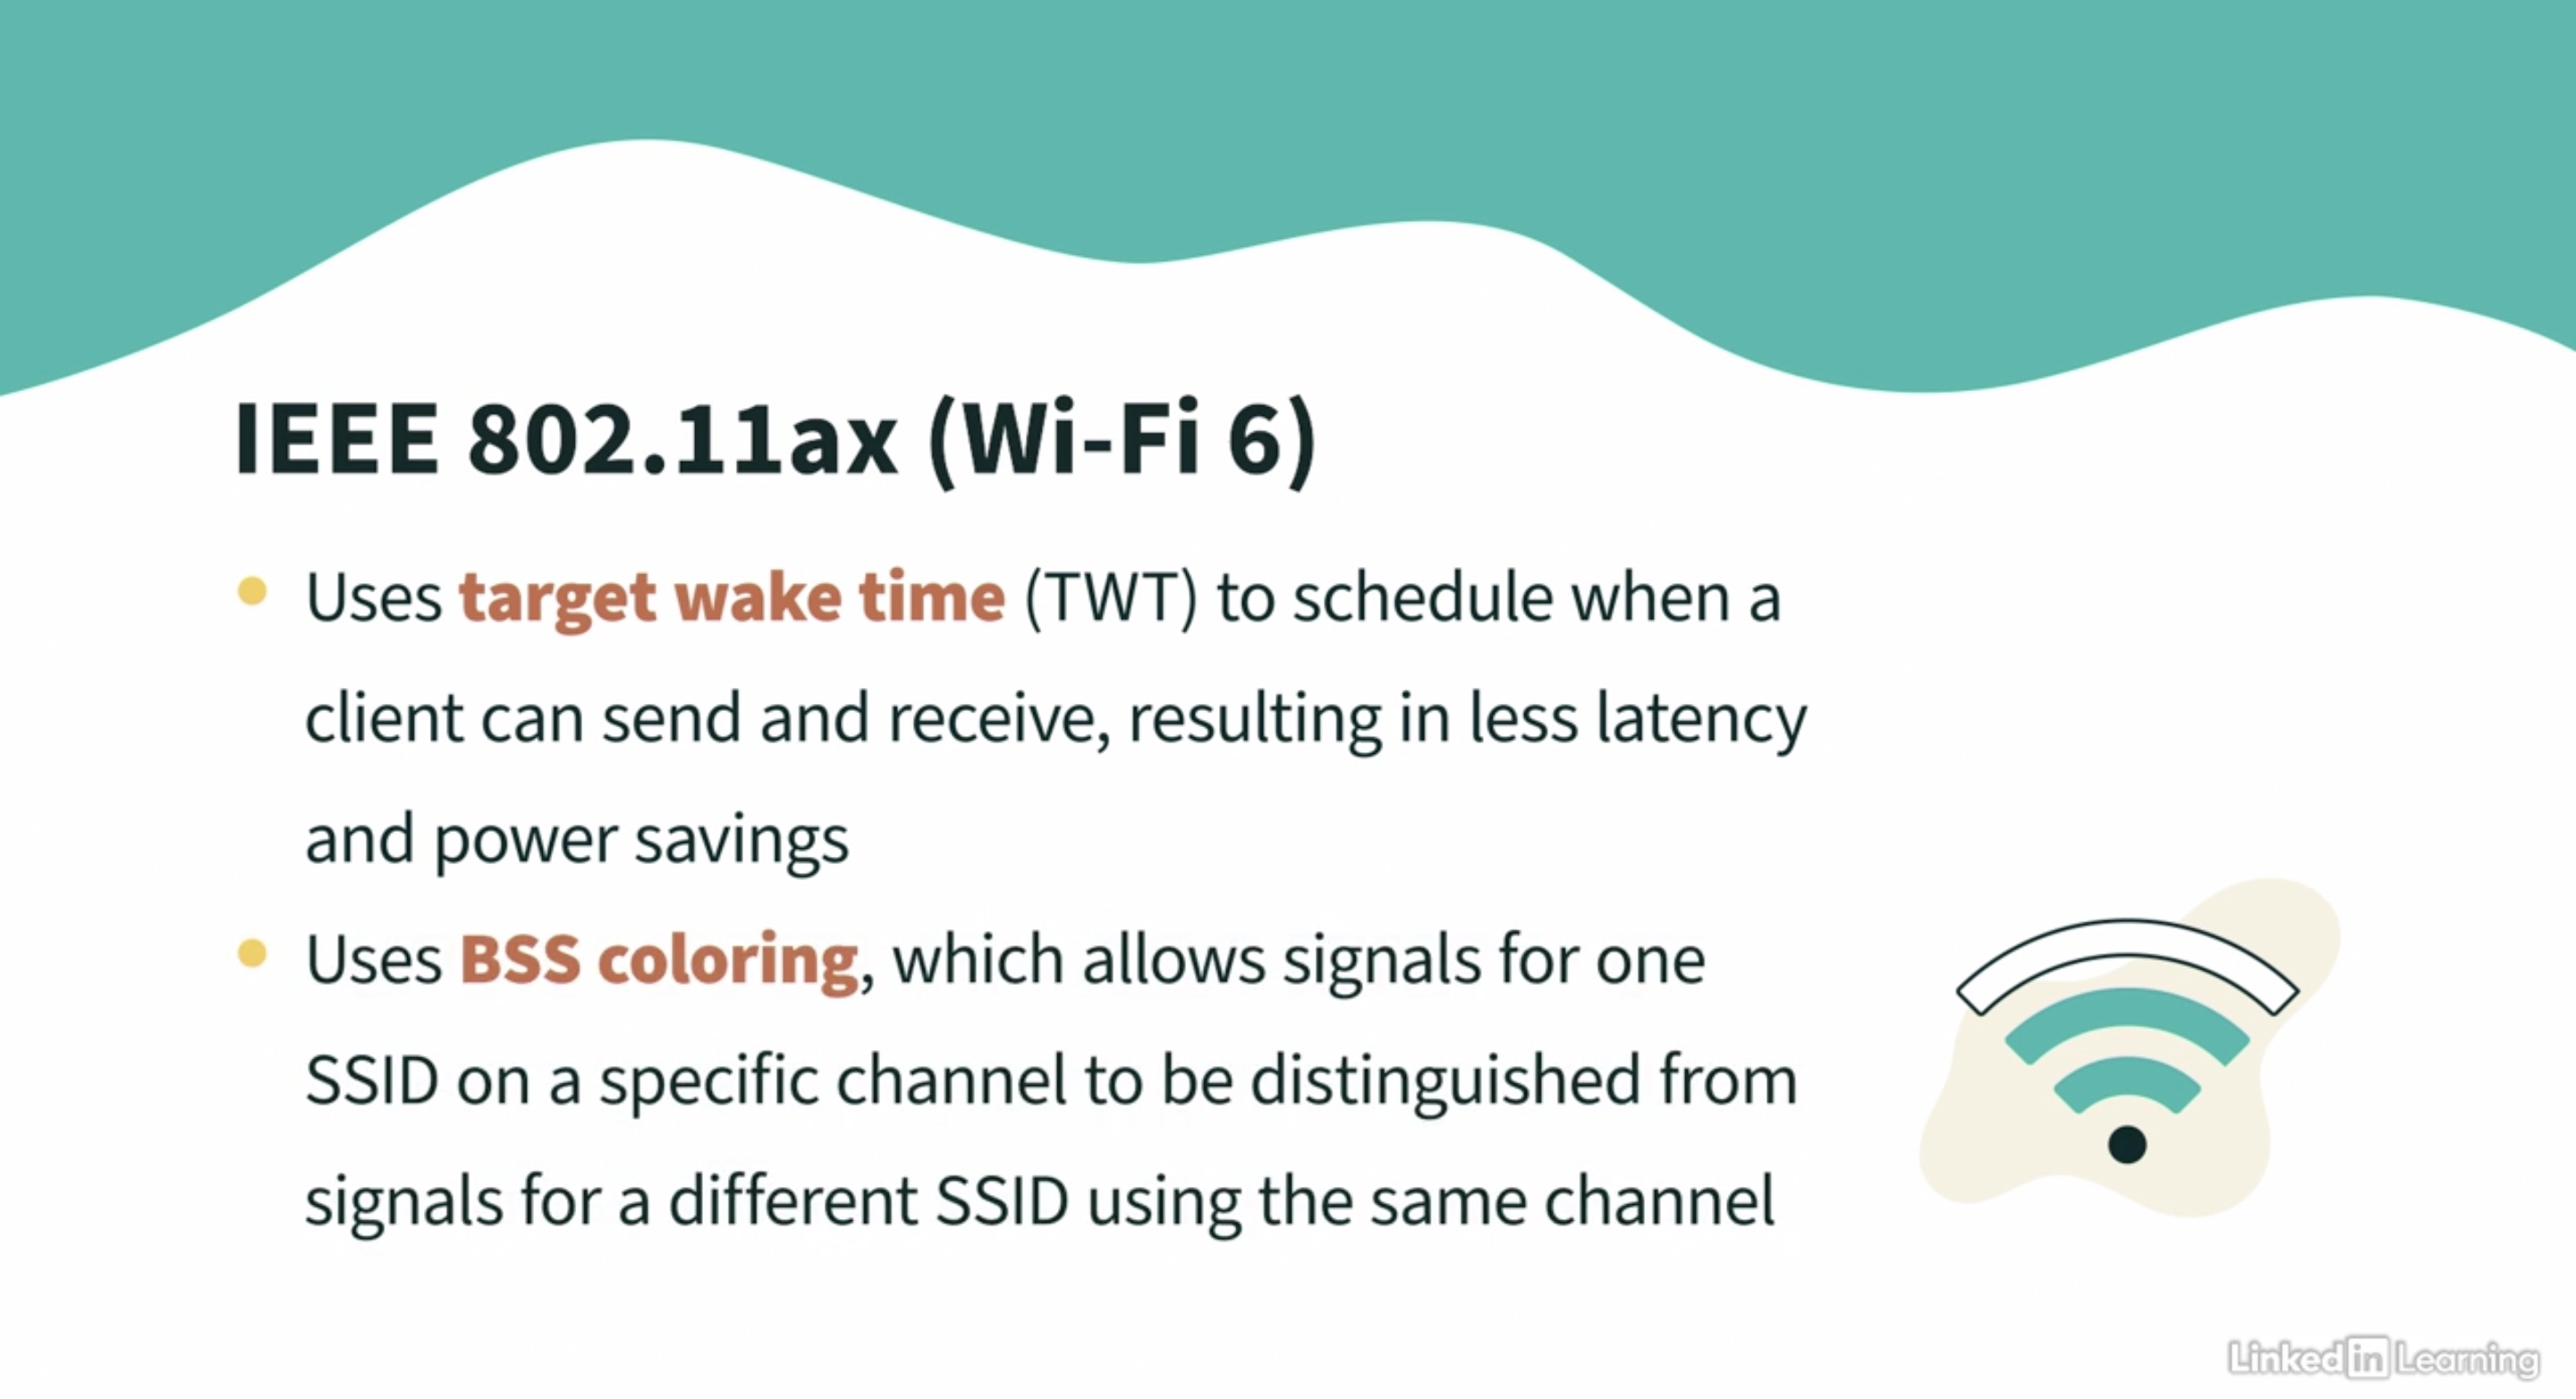 IEEE 802.11ax (Wi-Fi 6)
Uses target wake time (TWT) to schedule when a
client can send and receive, resulting in less latency
and power savings
Uses BSS coloring, which allows signals for one
SSID on a specific channel to be distinguished from
signals for a different SSID using the same channel
LinkedIn Learning